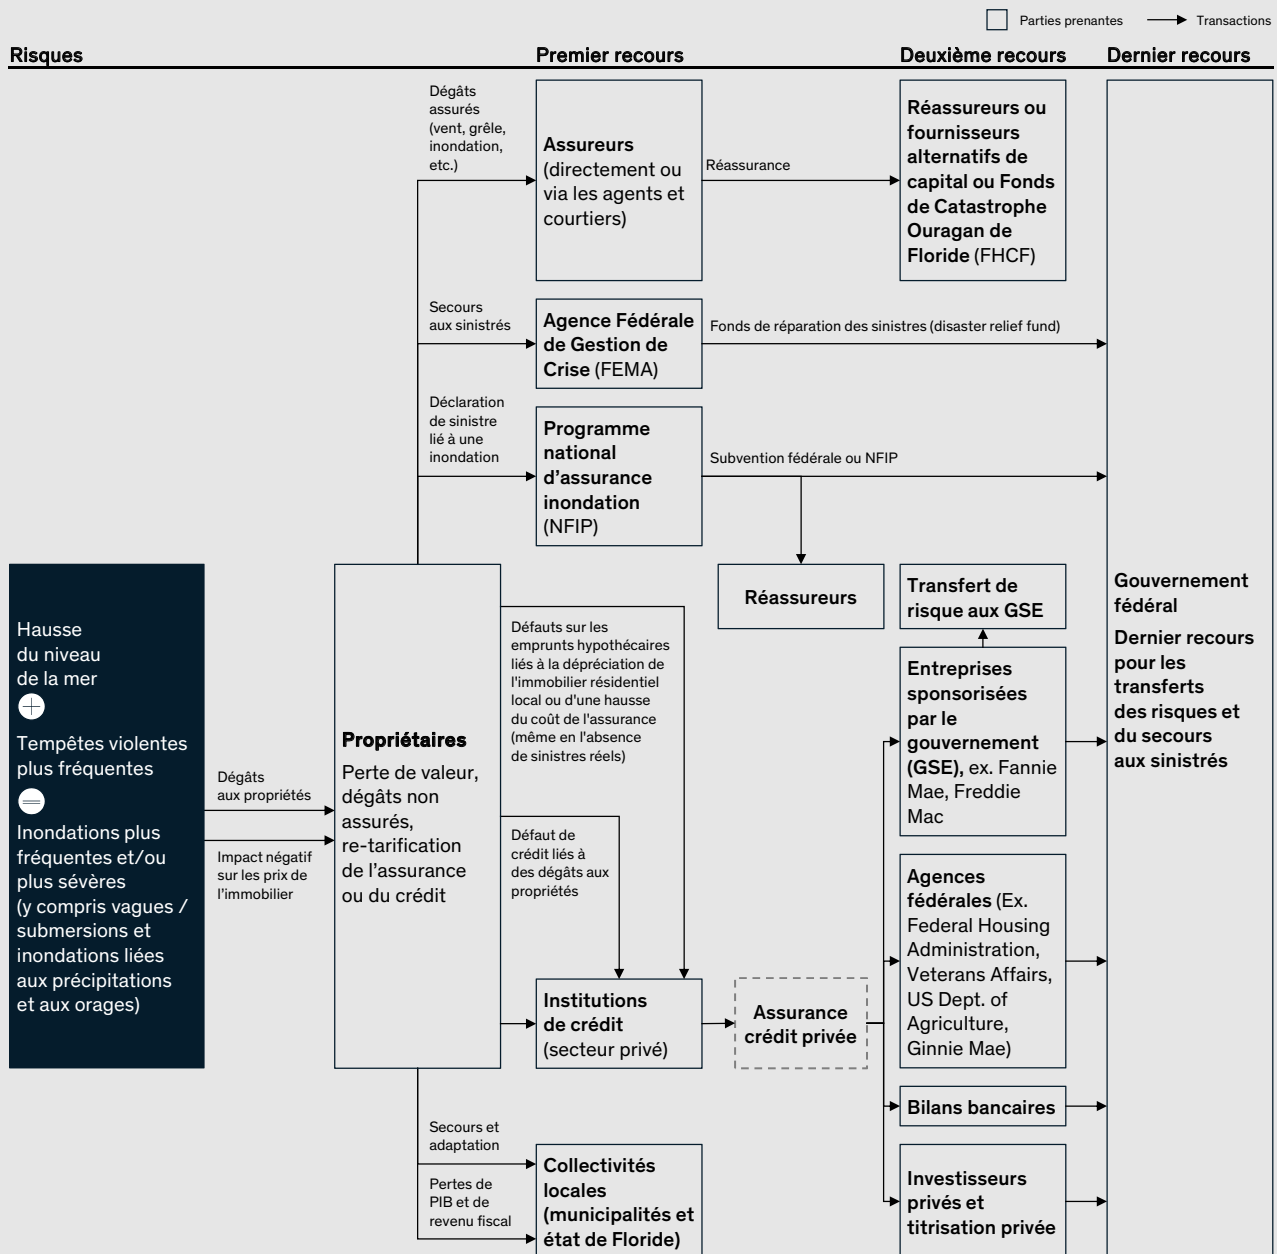 Parties prenantes
Transactions
Risques
Premier recours
Deuxième recours
Dernier recours
Dégâts
assurés
(vent, grêle,
inondation,
etc.)
Assureurs
(directement ou
via les agents et
courtiers)
Réassurance
Réassureurs ou
fournisseurs
alternatifs de
capital ou Fonds
de Catastrophe
Ouragan de
Floride (FHCF)
Secours
aux sinistrés
Agence Fédérale
de Gestion de
Crise (FEMA)
Fonds de réparation des sinistres (disaster relief fund)
Déclaration
de sinistre
lié à une
inondation
Programme
national
d’assurance
inondation
(NFIP)
Subvention fédérale ou NFIP
Réassureurs
Transfert de
risque aux GSE
Gouvernement
fédéral
Dernier recours
pour les
transferts
des risques et
du secours
aux sinistrés
Hausse
du niveau
de la mer
Tempêtes violentes
plus fréquentes
Inondations plus
fréquentes et/ou
plus sévères
(y compris vagues /
submersions et
inondations liées
aux précipitations
et aux orages)
Dégâts
aux propriétés
Impact négatif
sur les prix de
l’immobilier
Propriétaires
Perte de valeur,
dégâts non
assurés,
re-tarification
de l’assurance
ou du crédit
Défauts sur les
emprunts hypothécaires
liés à la dépréciation de
l'immobilier résidentiel
local ou d'une hausse
du coût de l'assurance
(même en l'absence
de sinistres réels)
Défaut de
crédit liés à
des dégâts aux
propriétés
Entreprises
sponsorisées
par le
gouvernement
(GSE), ex. Fannie
Mae, Freddie
Mac
Agences
fédérales (Ex.
Federal Housing
Administration,
Veterans Affairs,
US Dept. of
Agriculture,
Ginnie Mae)
Institutions
de crédit
(secteur privé)
Assurance
crédit privée
Bilans bancaires
Secours et
adaptation
Pertes de
PIB et de
revenu fiscal
Collectivités
locales
(municipalités et
état de Floride)
Investisseurs
privés et
titrisation privée